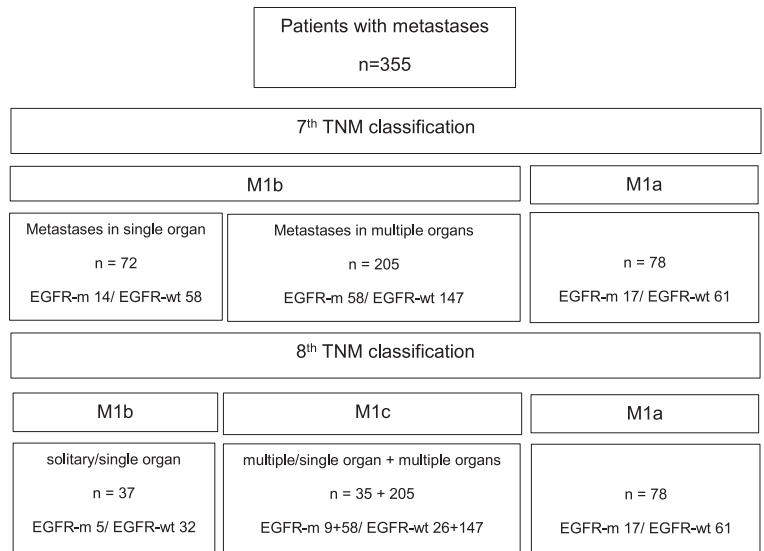 Patients with metastases
n=355
7th TNM classification
M1b
M1a
Metastases in single organ
n = 72
EGFR-m 14/ EGFR-wt 58
Metastases in multiple organs
n = 205
EGFR-m 58/ EGFR-wt 147
n = 78
EGFR-m 17/ EGFR-wt 61
8th TNM classification
M1b
M1c
M1a
solitary/single organ
n = 37
EGFR-m 5/ EGFR-wt 32
multiple/single organ + multiple organs
n = 35 + 205
EGFR-m 9+58/ EGFR-wt 26+147
n = 78
EGFR-m 17/ EGFR-wt 61